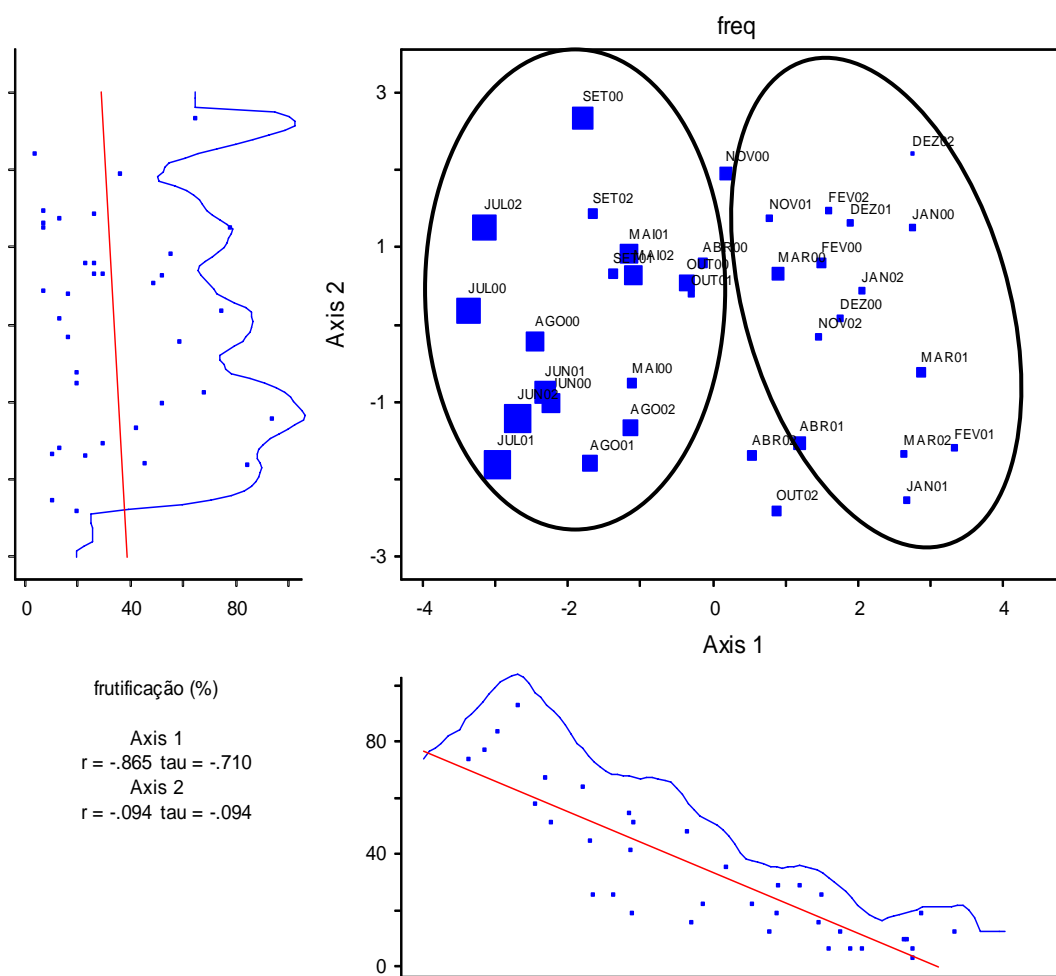 freq
3
1
-1
-3
Axis 2
SET00
DEZ02
NOV00
JUL02
SET02
NOV01
FEV02
DEZ01
JAN00
MAI01
SET01
MAI02
ABR00
OUT00
OUT01
MAR00
FEV00
JAN02
JUL00
DEZ00
AGO00
NOV02
JUN01
JUN00
MAI00
MAR01
JUN02
AGO02
JUL01
AGO01
ABR02
ABR01
MAR02
FEV01
JAN01
OUT02
0 40 80
-4 -2 0 2 4
Axis 1
frutificação (%)
Axis 1
r = -.865 tau = -.710
Axis 2
r = -.094 tau = -.094
80
40
0